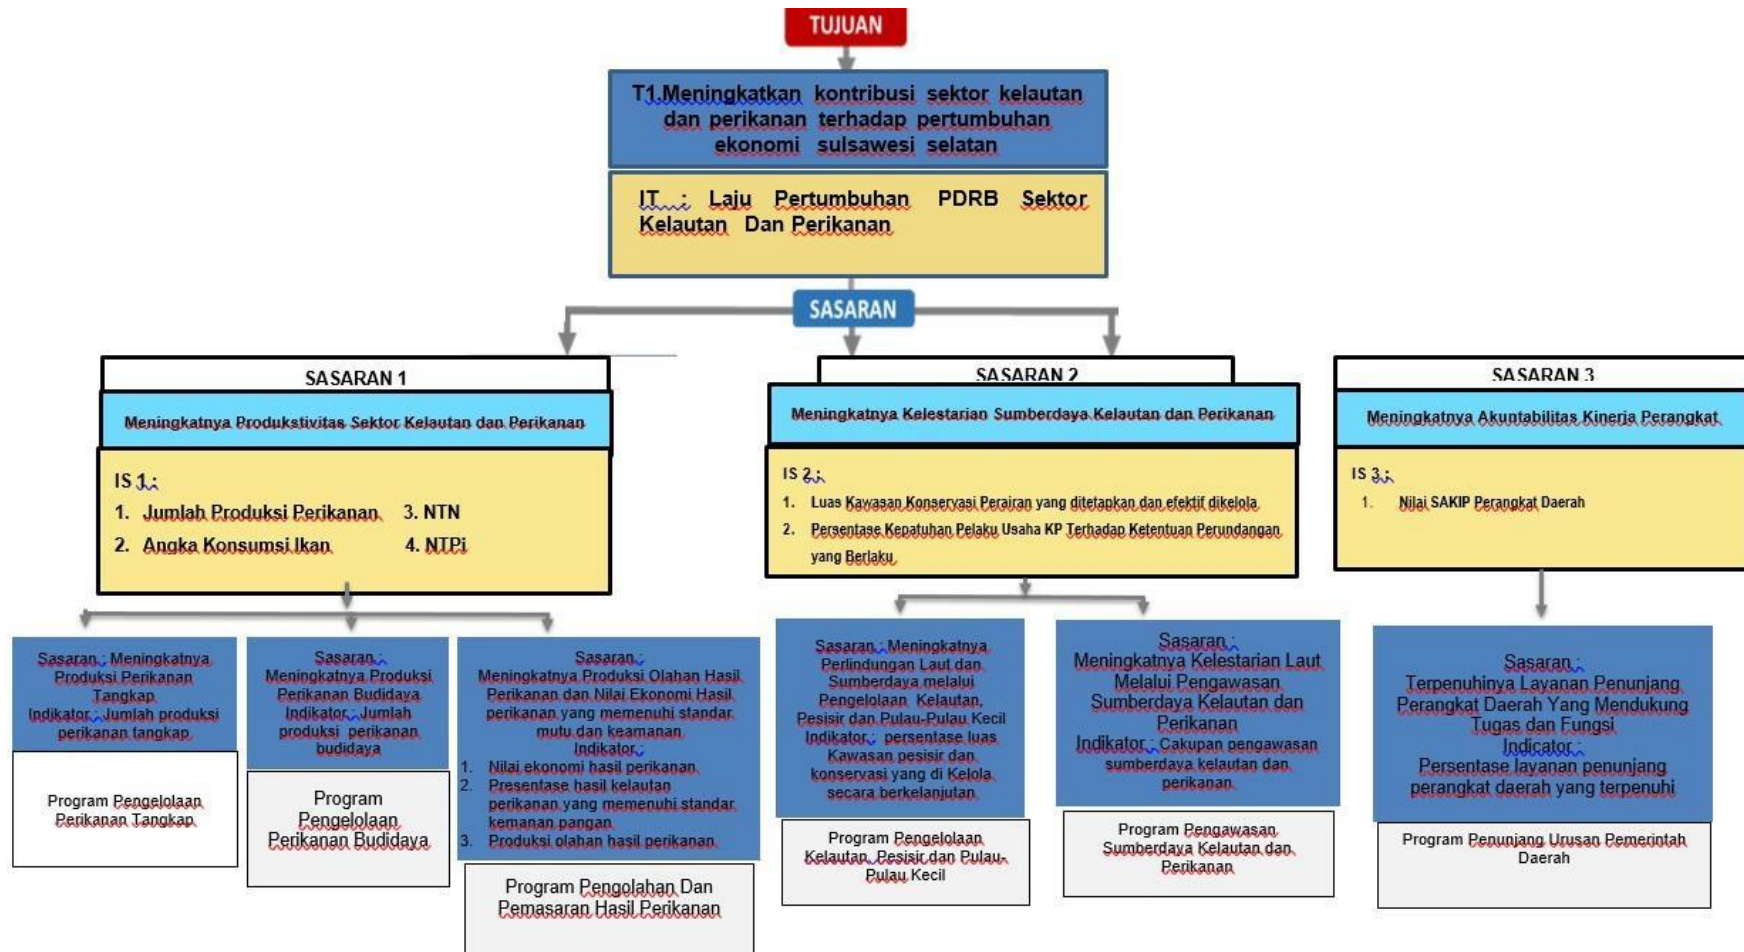 TUJUAN
T1.Meningkatkan kontribusi sektor kelautan
dan perikanan terhadap pertumbuhan
ekonomi sulsawesi selatan
IT : Laju Pertumbuhan PDRB Sektor
Kelautan Dan Perikanan
SASARAN
SASARAN 1
Meningkatnya Produkstivitas Sektor Kelautan dan Perikanan
IS 1 :
1. Jumlah Produksi Perikanan 3. NTN
2. Angka Konsumsi Ikan 4. NTPi
SASARAN 2
Meningkatnya Kelestarian Sumberdaya Kelautan dan Perikanan
IS 2 :
1. Luas Kawasan Konservasi Perairan yang ditetapkan dan efektif dikelola
2. Persentase Kepatuhan Pelaku Usaha KP Terhadap Ketentuan Perundangan
yang Berlaku
SASARAN 3
Meningkatnya Akuntabilitas Kinerja Perangkat
IS 3 :
1. Nilai SAKIP Perangkat Daerah
Sasaran : Meningkatnya
Produksi Perikanan
Tangkap
Indikator : Jumlah produksi
perikanan tangkap
Program Pengelolaan
Perikanan Tangkap
Sasaran :
Meningkatnya Produksi
Perikanan Budidaya
Indikator : Jumlah
produksi perikanan
budidaya
Program
Pengelolaan
Perikanan Budidaya
Sasaran :
Meningkatnya Produksi Olahan Hasil
Perikanan dan Nilai Ekonomi Hasil
perikanan yang memenuhi standar
mutu dan keamanan
Indikator :
1. Nilai ekonomi hasil perikanan
2. Presentase hasil kelautan
perikanan yang memenuhi standar
kemanan pangan
3. Produksi olahan hasil perikanan
Program Pengolahan Dan
Pemasaran Hasil Perikanan
Sasaran : Meningkatnya
Perlindungan Laut dan
Sumberdaya melalui
Pengelolaan Kelautan,
Pesisir dan Pulau-Pulau Kecil
Indikator : persentase luas
Kawasan pesisir dan
konservasi yang di Kelola
secara berkelanjutan
Program Pengelolaan
Kelautan, Pesisir dan Pulau-
Pulau Kecil
Sasaran :
Meningkatnya Kelestarian Laut
Melalui Pengawasan
Sumberdaya Kelautan dan
Perikanan
Indikator : Cakupan pengawasan
sumberdaya kelautan dan
perikanan
Program Pengawasan
Sumberdaya Kelautan dan
Perikanan
Sasaran :
Terpenuhinya Layanan Penunjang
Perangkat Daerah Yang Mendukung
Tugas dan Fungsi
Indicator :
Persentase layanan penunjang
perangkat daerah yang terpenuhi
Program Penunjang Urusan Pemerintah
Daerah